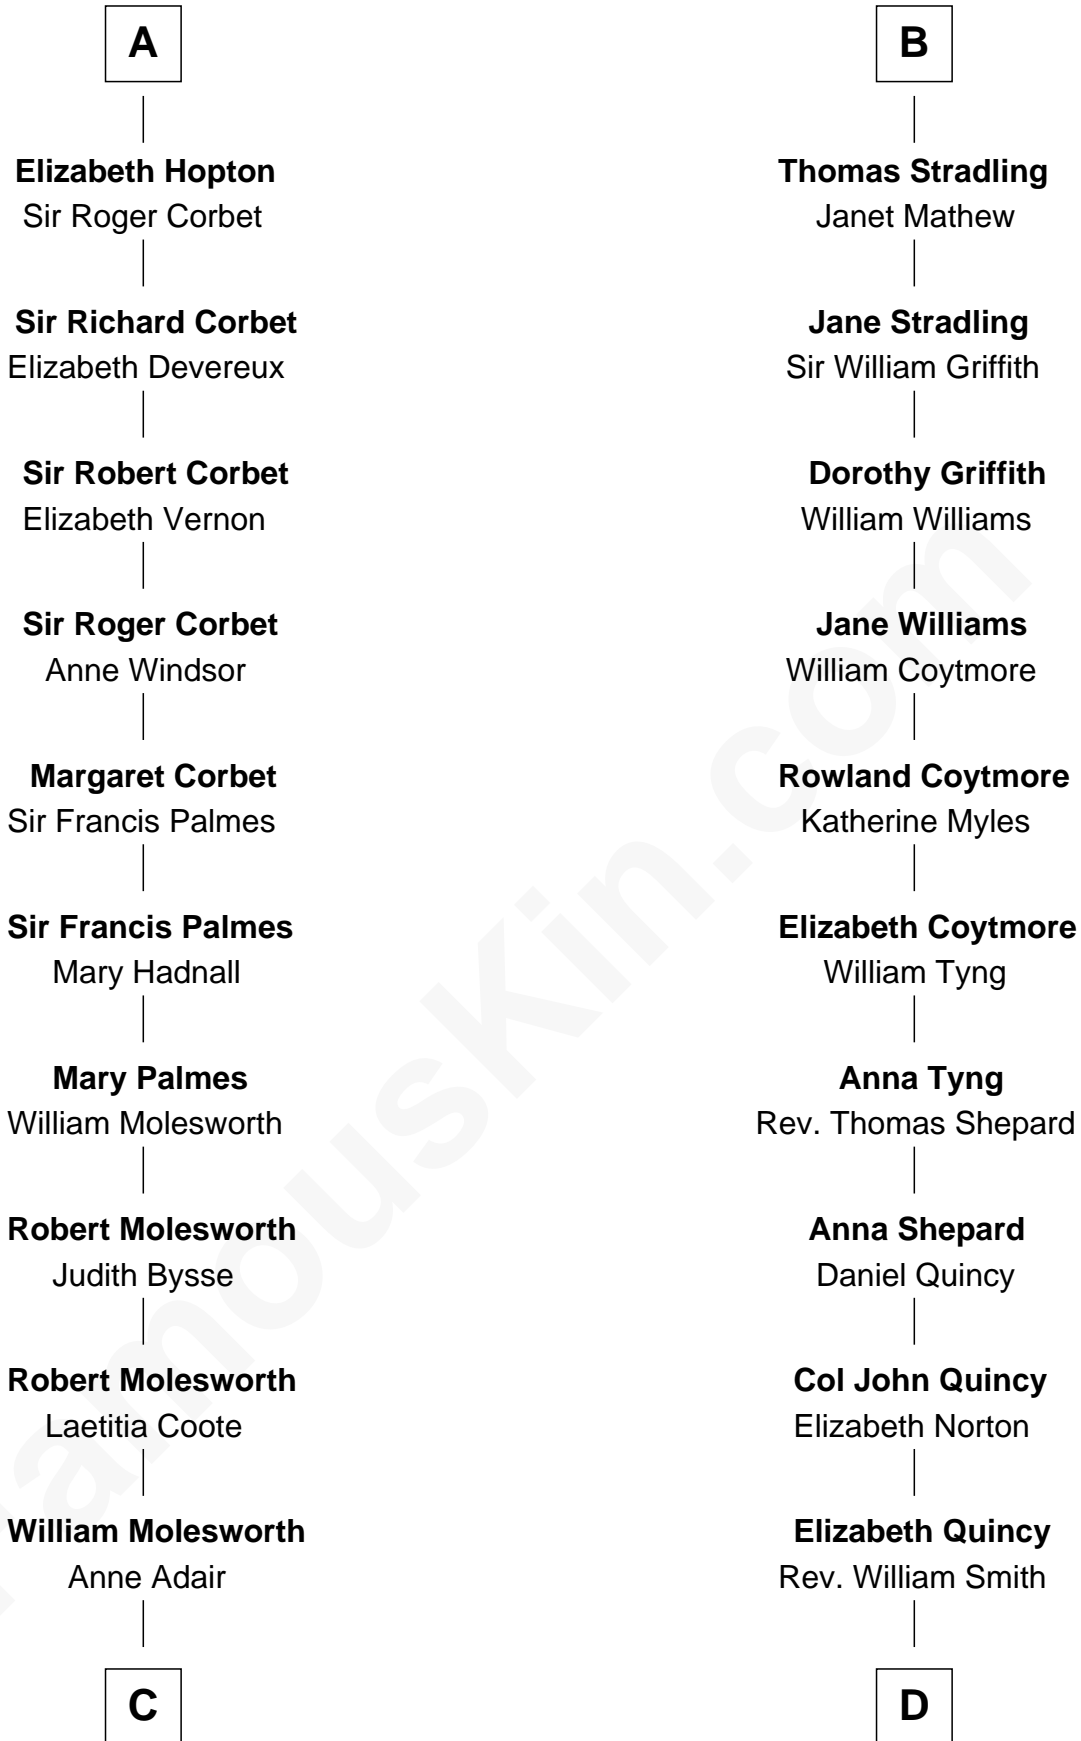 A
Elizabeth Hopton
Sir Roger Corbet
Sir Richard Corbet
Elizabeth Devereux
Sir Robert Corbet
Elizabeth Vernon
Sir Roger Corbet
Anne Windsor
Margaret Corbet
Sir Francis Palmes
Sir Francis Palmes
Mary Hadnall
Mary Palmes
William Molesworth
Robert Molesworth
Judith Bysse
Robert Molesworth
Laetitia Coote
William Molesworth
Anne Adair
C
B
Thomas Stradling
Janet Mathew
Jane Stradling
Sir William Griffith
Dorothy Griffith
William Williams
Jane Williams
William Coytmore
Rowland Coytmore
Katherine Myles
Elizabeth Coytmore
William Tyng
Anna Tyng
Rev. Thomas Shepard
Anna Shepard
Daniel Quincy
Col John Quincy
Elizabeth Norton
Elizabeth Quincy
Rev. William Smith
D
FamousKin.com